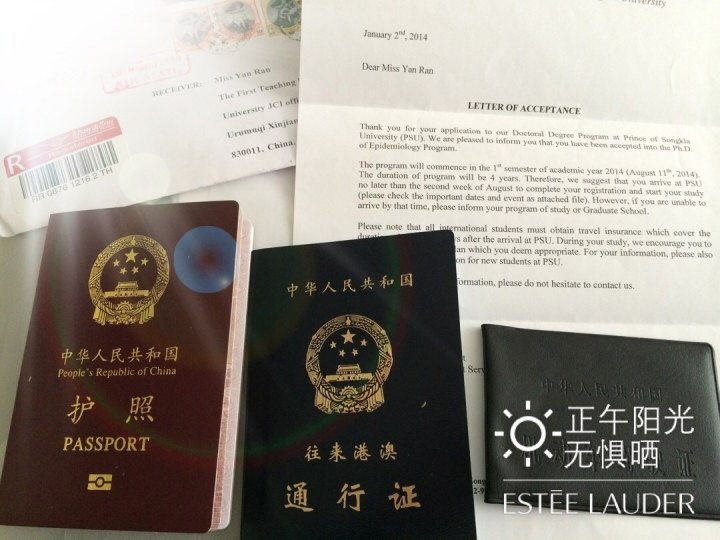 University
January 2nd, 2014
Dear Miss Yan Ran
LETTER OF ACCEPTANCE
Thank you for your application to our Doctoral Degree Program at Prince of Songkla
University (PSU). We are pleased to inform you that you have been accepted into the Ph.D.
of Epidemiology Program.
The program will commence in the 1st semester of academic year 2014 (August 11th, 2014).
The duration of program will be 4 years. Therefore, we suggest that you arrive at PSU
no later than the second week of August to complete your registration and start your study
(please check the important dates and event as attached file). However, if you are unable to
arrive by that time, please inform your program of study or Graduate School.
Please note that all international students must obtain travel insurance which cover the
after the arrival at PSU. During your study, we encourage you to
plan which you deem appropriate. For your information, please also
tion for new students at PSU.
formation, please do not hesitate to contact us.
RECEIVER: Miss Yan Ran
The First Teaching
University JC1 offi
Urumuqi Xinjian
830011, China.
R
Registered
RR 0876 1216 2 TH
中华人民共和国
People's Republic of China
护照
PASSPORT
中华人民共和国
往来港澳
通行证
中华人民共和国
正午阳光
无惧晒
ESTĒE LAUDER